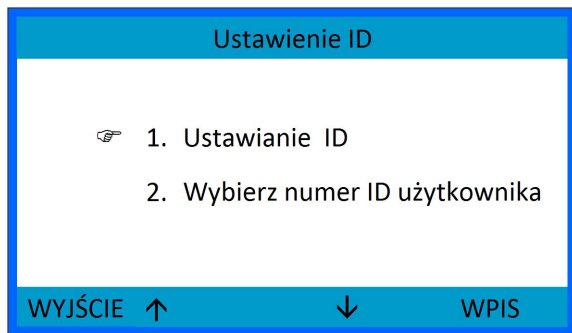 Ustawienie ID
☞ 1. Ustawianie ID
2. Wybierz numer ID użytkownika
WYJŚCIE ↑ ↓ WPIS